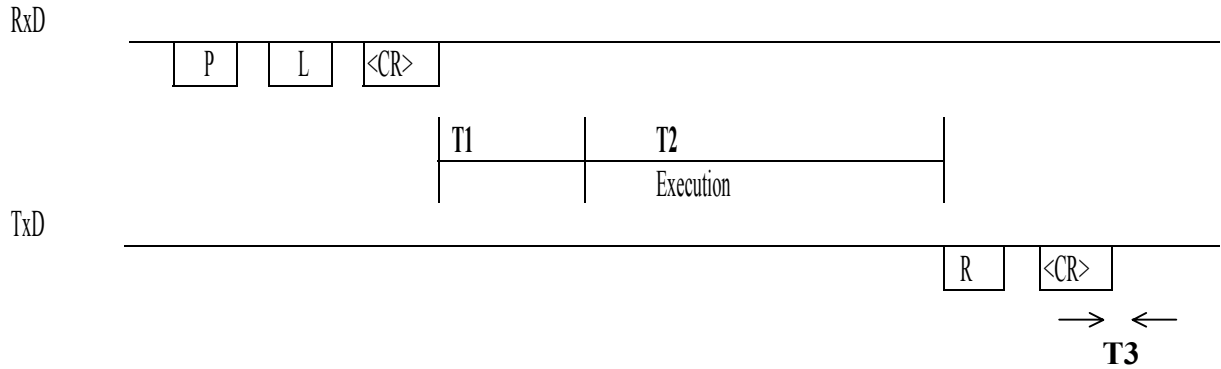 RxD
P L <CR>
T1 T2
Execution
TxD
R <CR>
T3